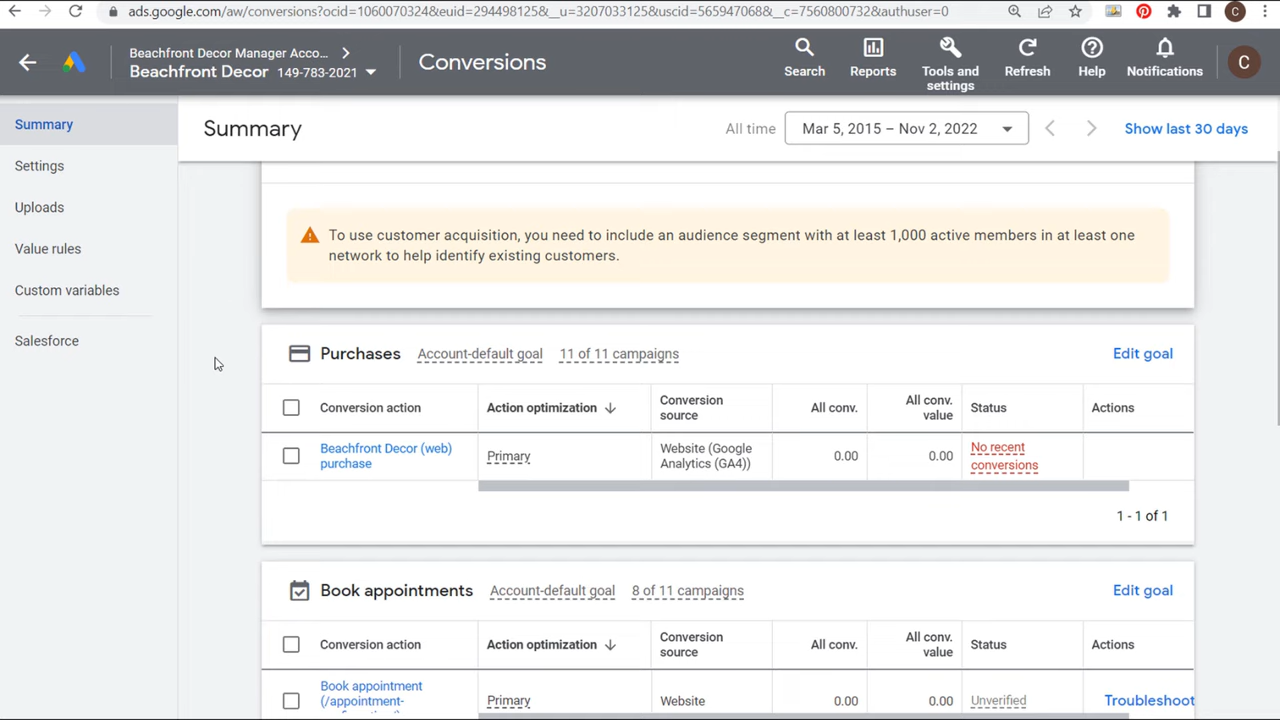 ads.google.com/aw/conversions?ocid=1060070324&euid=294498125&__u=3207033125&uscid=565947068&__c=7560800732&authuser=0
C
Beachfront Decor Manager Acco...
Beachfront Decor 149-783-2021
Conversions
Search
Reports
Tools and
settings
Refresh
Help
Notifications
C
Summary
Settings
Uploads
Value rules
Custom variables
Salesforce
Summary
All time
Mar 5, 2015 – Nov 2, 2022
Show last 30 days
To use customer acquisition, you need to include an audience segment with at least 1,000 active members in at least one
network to help identify existing customers.
Purchases Account-default goal 11 of 11 campaigns Edit goal
Conversion action
Action optimization
Conversion
source
All conv.
All conv.
value
Status
Actions
Beachfront Decor (web)
purchase
Primary
Website (Google
Analytics (GA4))
0.00
0.00
No recent
conversions
1 - 1 of 1
Book appointments Account-default goal 8 of 11 campaigns Edit goal
Conversion action
Action optimization
Conversion
source
All conv.
All conv.
value
Status
Actions
Book appointment
(/appointment-
Primary
Website
0.00
0.00
Unverified
Troubleshoot